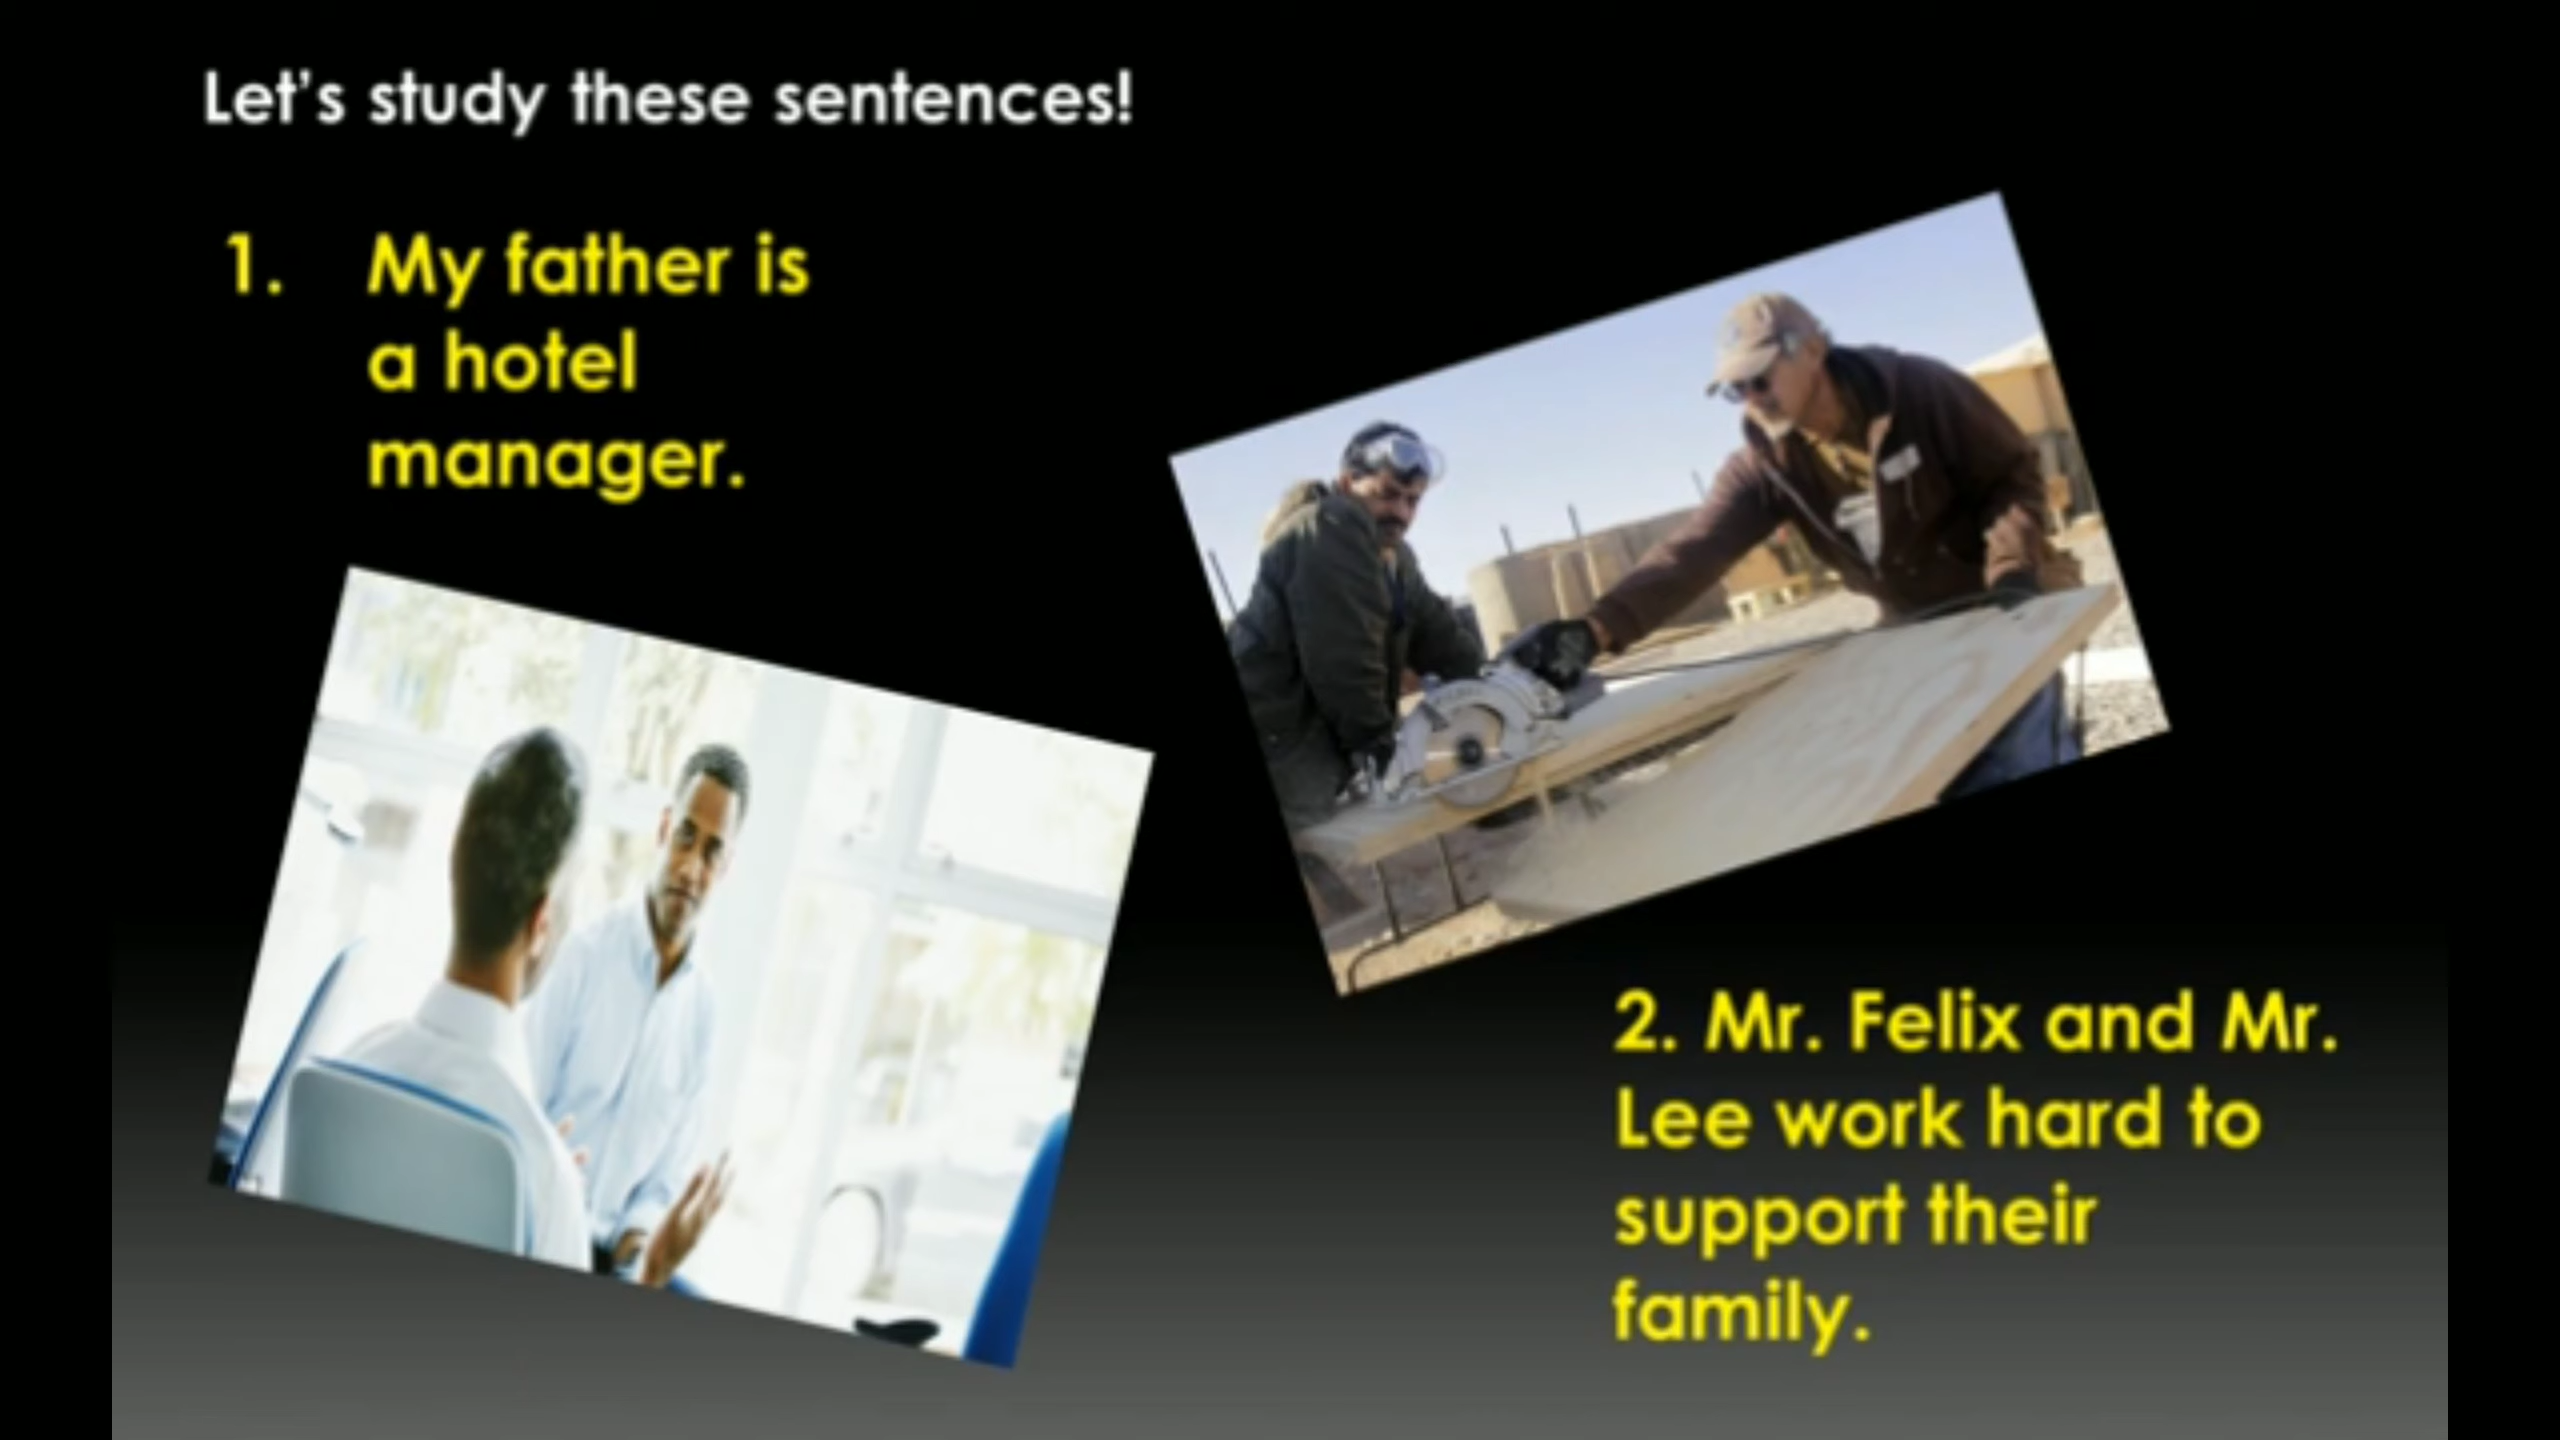 Let's study these sentences!
1. My father is
a hotel
manager.
2. Mr. Felix and Mr.
Lee work hard to
support their
family.